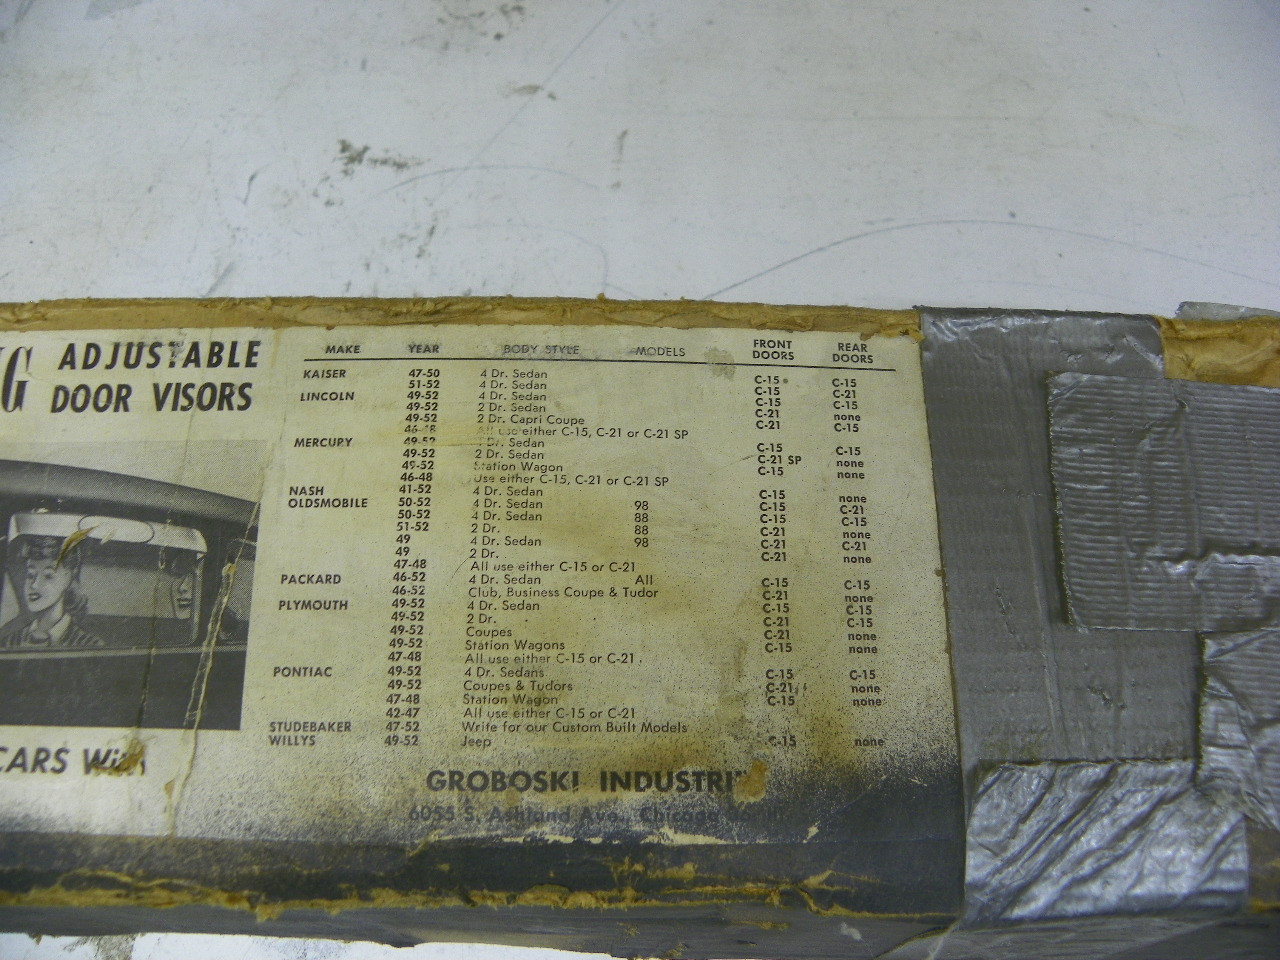 G ADJUSTABLE
DOOR VISORS
CARS With
MAKE YEAR BODY STYLE MODELS FRONT DOORS REAR DOORS
KAISER 47-50 4 Dr. Sedan C-15 C-15
51-52 4 Dr. Sedan C-15 C-21
LINCOLN 49-52 4 Dr. Sedan C-15 C-15
49-52 2 Dr. Sedan C-21 none
49-52 2 Dr. Capri Coupe C-21 C-15
46-48 All use either C-15, C-21 or C-21 SP
MERCURY 49-52 Dr. Sedan C-15 C-15
49-52 2 Dr. Sedan C-21 SP none
49-52 Station Wagon C-15 none
46-48 use either C-15, C-21 or C-21 SP
NASH 41-52 4 Dr. Sedan C-15 none
OLDSMOBILE 50-52 4 Dr. Sedan 98 C-15 C-21
50-52 4 Dr. Sedan 88 C-15 C-15
51-52 2 Dr. 88 C-21 none
49 4 Dr. Sedan 98 C-21 C-21
49 2 Dr. C-21 none
47-48 All use either C-15 or C-21
PACKARD 46-52 4 Dr. Sedan All C-15 C-15
46-52 Club, Business Coupe & Tudor C-21 none
PLYMOUTH 49-52 4 Dr. Sedan C-15 C-15
49-52 2 Dr. C-21 C-15
49-52 Coupes C-21 none
49-52 Station Wagons C-15 none
47-48 All use either C-15 or C-21.
PONTIAC 49-52 4 Dr. Sedans C-15 C-15
49-52 Coupes & Tudors C-21 none
47-48 Station Wagon C-15 none
42-47 All use either C-15 or C-21
STUDEBAKER 47-52 Write for our Custom Built Models
WILLYS 49-52 Jeep C-15 none
GROBOSKI INDUSTRI
6055 S. Ashland Ave., Chicago